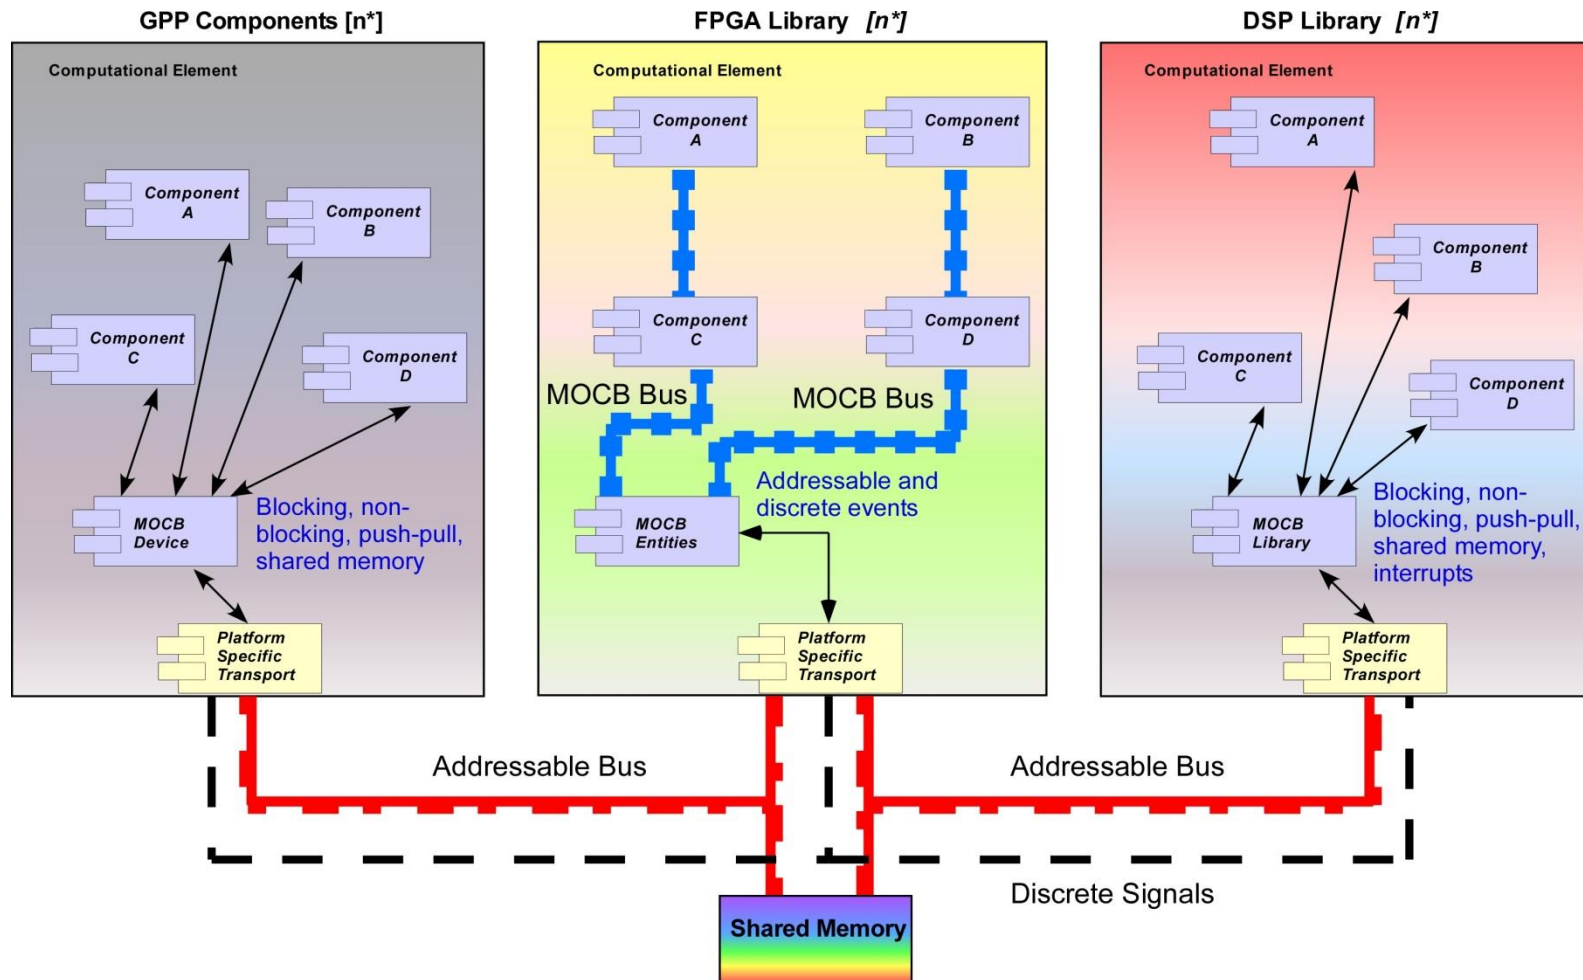 GPP Components [n*]
Computational Element
Component
A
Component
B
Component
C
Component
D
MOCB
Device
Blocking, non-
blocking, push-pull,
shared memory
Platform
Specific
Transport
FPGA Library [n*]
Computational Element
Component
A
Component
B
Component
C
Component
D
MOCB Bus
MOCB Bus
Addressable and
discrete events
MOCB
Entities
Platform
Specific
Transport
DSP Library [n*]
Computational Element
Component
A
Component
B
Component
C
Component
D
MOCB
Library
Blocking, non-
blocking, push-pull,
shared memory,
interrupts
Platform
Specific
Transport
Addressable Bus
Addressable Bus
Discrete Signals
Shared Memory